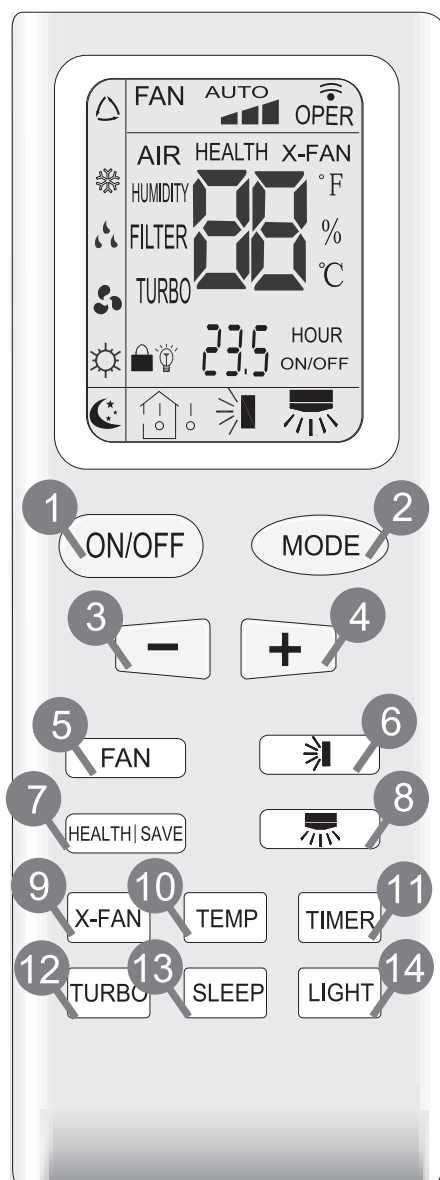 FAN AUTO OPER
AIR HEALTH X-FAN
HUMIDITY 88 °F
FILTER %
TURBO °C
23.5 HOUR
ON/OFF
1 2
ON/OFF MODE
3 4
- +
5 6
FAN
7 8
HEALTH | SAVE
9 10 11
X-FAN TEMP TIMER
12 13 14
TURBO SLEEP LIGHT